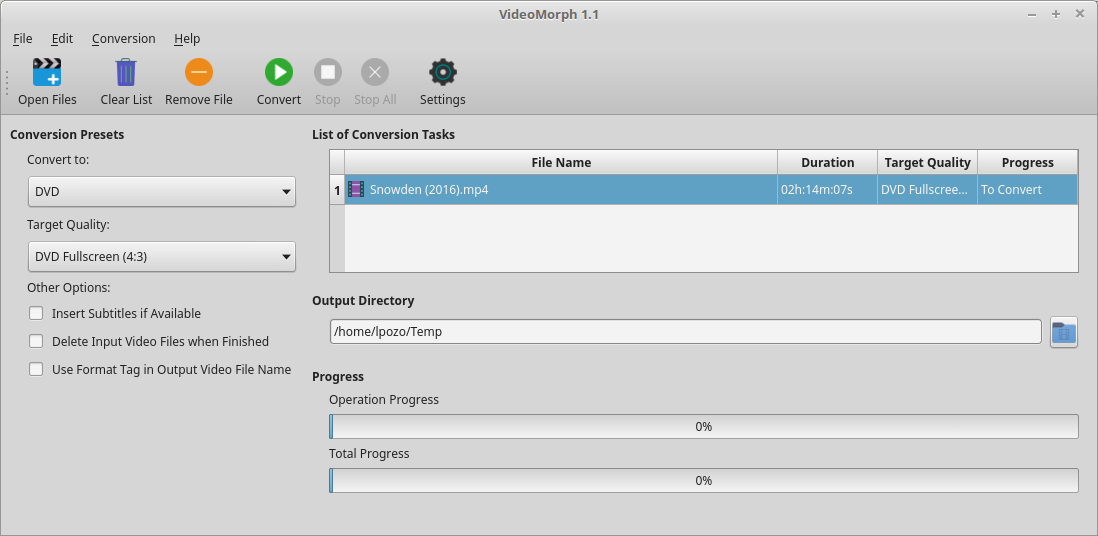 VideoMorph 1.1
File Edit Conversion Help
Open Files Clear List Remove File Convert Stop Stop All Settings
Conversion Presets
Convert to:
DVD
Target Quality:
DVD Fullscreen (4:3)
Other Options:
Insert Subtitles if Available
Delete Input Video Files when Finished
Use Format Tag in Output Video File Name
List of Conversion Tasks
File Name Duration Target Quality Progress
1 Snowden (2016).mp4 02h:14m:07s DVD Fullscree... To Convert
Output Directory
/home/lpozo/Temp
Progress
Operation Progress
0%
Total Progress
0%